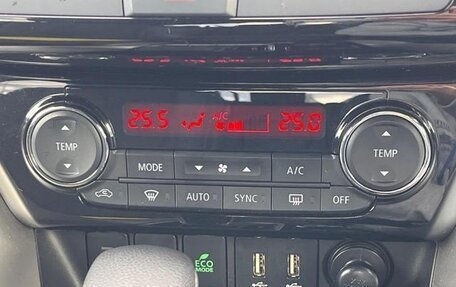 25.5 A/C 25.0
TEMP
TEMP
MODE
A/C
AUTO
SYNC
OFF
ECO
MODE